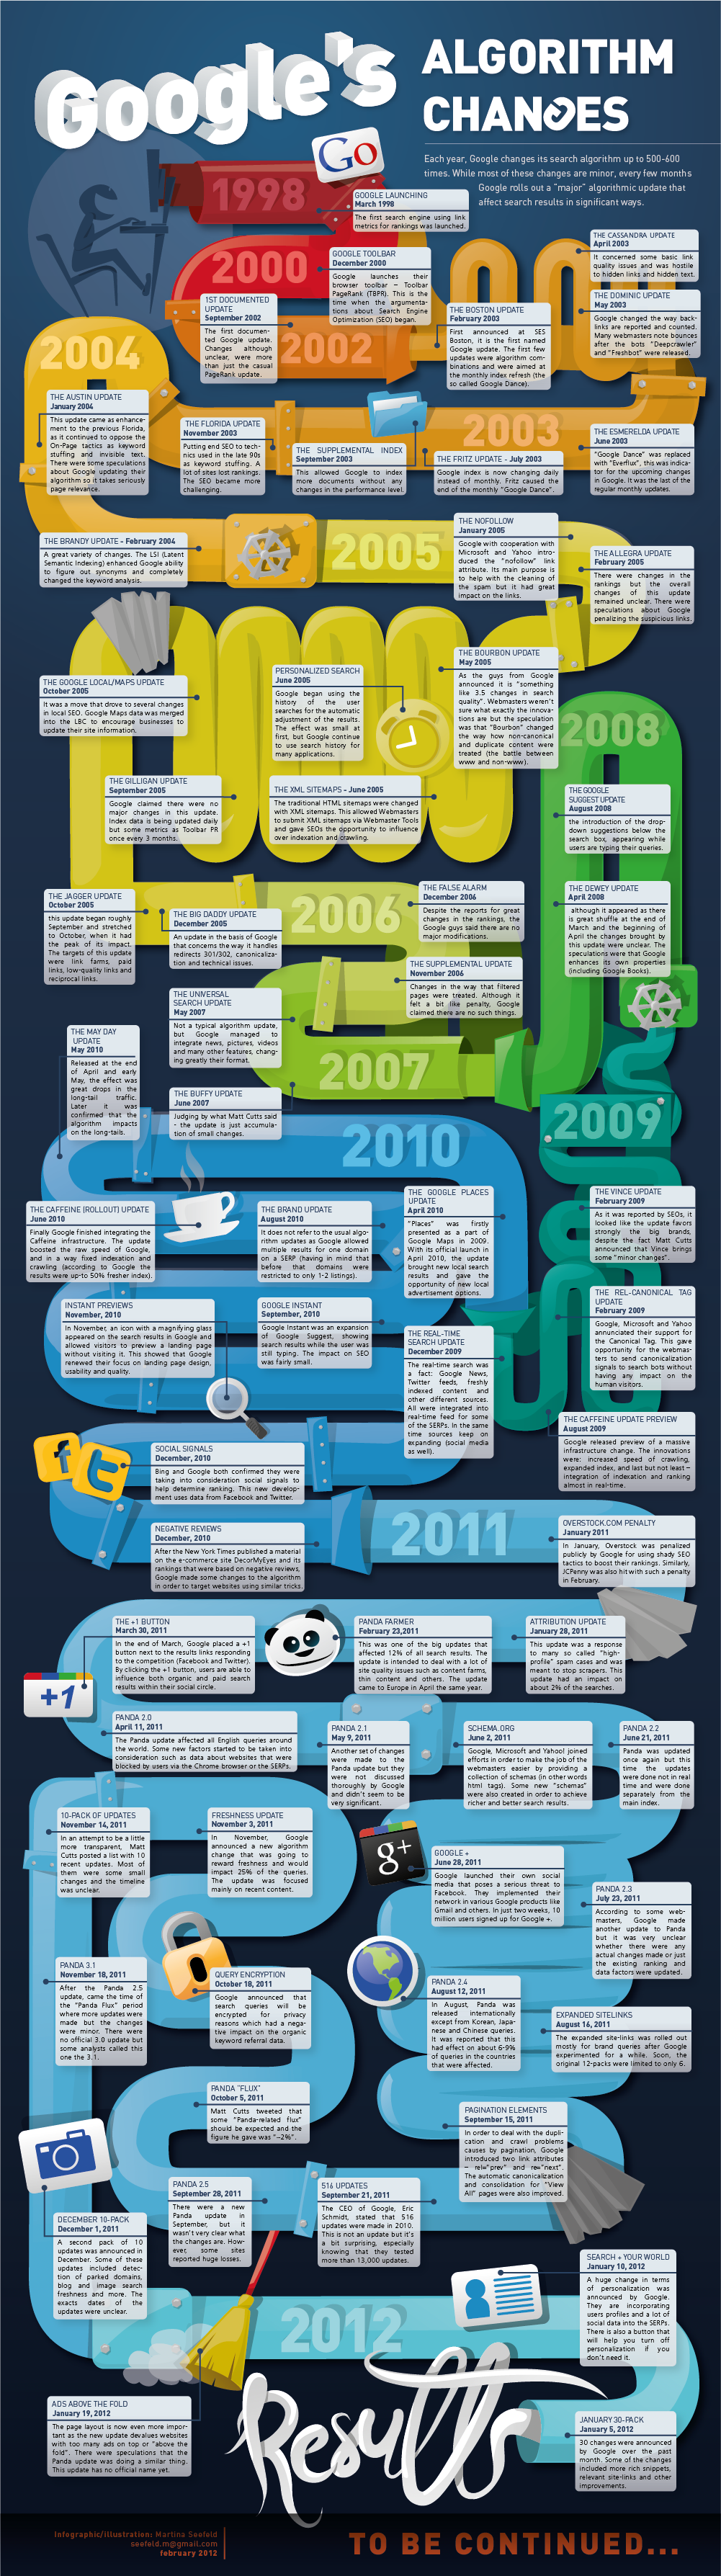 Google's
ALGORITHM
CHANGES
Each year, Google changes its search algorithm up to 500-600
times. While most of these changes are minor, every few months
Google rolls out a "major" algorithmic update that
affect search results in significant ways.
Go
1998
GOOGLE LAUNCHING
March 1998
The first search engine using link
metrics for rankings was launched.
2000
GOOGLE TOOLBAR
December 2000
Google launches their
browser toolbar – Toolbar
PageRank (TBPR). This is the
time when the argumenta-
tions about Search Engine
Optimization (SEO) began.
1ST DOCUMENTED
UPDATE
September 2002
The first documen-
ted Google update.
Changes although
unclear, were more
than just the casual
PageRank update.
2002
THE BOSTON UPDATE
February 2003
First announced at SES
Boston, it is the first named
Google update. The first few
updates were algorithm com-
binations and were aimed at
the monthly index refresh (the
so called Google Dance).
THE CASSANDRA UPDATE
April 2003
It concerned some basic link
quality issues and was hostile
to hidden links and hidden text.
THE DOMINIC UPDATE
May 2003
Google changed the way back-
links are reported and counted.
Many webmasters note bounces
after the bots "Deepcrawler"
and "Freshbot" were released.
2003
THE ESMERELDA UPDATE
June 2003
"Google Dance" was replaced
with "Everflux", this was indica-
tor for the upcoming changes
in Google. It was the last of the
regular monthly updates.
THE FRITZ UPDATE - July 2003
Google index is now changing daily
instead of monthly. Fritz caused the
end of the monthly "Google Dance".
THE SUPPLEMENTAL INDEX
September 2003
This allowed Google to index
more documents without any
changes in the performance level.
THE FLORIDA UPDATE
November 2003
Putting end SEO to tech-
nics used in the late 90s
as keyword stuffing. A
lot of sites lost rankings.
The SEO became more
challenging.
2004
THE AUSTIN UPDATE
January 2004
This update came as enhance-
ment to the previous Florida,
as it continued to oppose the
On-Page tactics as keyword
stuffing and invisible text.
There were some speculations
about Google updating their
algorithm so it takes seriously
page relevance.
THE BRANDY UPDATE - February 2004
A great variety of changes. The LSI (Latent
Semantic Indexing) enhanced Google ability
to figure out synonyms and completely
changed the keyword analysis.
2005
THE NOFOLLOW
January 2005
Google with cooperation with
Microsoft and Yahoo intro-
duced the "nofollow" link
attribute. Its main purpose is
to help with the cleaning of
the spam but it had great
impact on the links.
THE ALLEGRA UPDATE
February 2005
There were changes in the
rankings but the overall
changes of this update
remained unclear. There were
speculations about Google
penalizing the suspicious links.
THE BOURBON UPDATE
May 2005
As the guys from Google
announced it is "something
like 3.5 changes in search
quality". Webmasters weren't
sure what exactly the innova-
tions are but the speculation
was that "Bourbon" changed
the way how non-canonical
and duplicate content were
treated (the battle between
www and non-www).
PERSONALIZED SEARCH
June 2005
Google began using the
history of the user
searches for the automatic
adjustment of the results.
The effect was small at
first, but Google continue
to use search history for
many applications.
THE GOOGLE LOCAL/MAPS UPDATE
October 2005
It was a move that drove to several changes
in local SEO. Google Maps data was merged
into the LBC to encourage businesses to
update their site information.
THE GILLIGAN UPDATE
September 2005
Google claimed there were no
major changes in this update.
Index data is being updated daily
but some metrics as Toolbar PR
once every 3 months.
THE XML SITEMAPS - June 2005
The traditional HTML sitemaps were changed
with XML sitemaps. This allowed Webmasters
to submit XML sitemaps via Webmaster Tools
and gave SEOs the opportunity to influence
over indexation and crawling.
2008
THE GOOGLE
SUGGEST UPDATE
August 2008
the introduction of the drop-
down suggestions below the
search box, appearing while
users are typing their queries.
THE DEWEY UPDATE
April 2008
although it appeared as there
is great shuffle at the end of
March and the beginning of
April the changes brought by
this update were unclear. The
speculations were that Google
enhances its own properties
(including Google Books).
THE JAGGER UPDATE
October 2005
this update began roughly
September and stretched
to October, when it had
the peak of its impact.
The targets of this update
were link farms, paid
links, low-quality links and
reciprocal links.
THE BIG DADDY UPDATE
December 2005
An update in the basis of Google
that concerns the way it handles
redirects 301/302, canonicaliza-
tion and technical issues.
2006
THE FALSE ALARM
December 2006
Despite the reports for great
changes in the rankings, the
Google guys said there are no
major modifications.
THE SUPPLEMENTAL UPDATE
November 2006
Changes in the way that filtered
pages were treated. Although it
felt a bit like penalty, Google
claimed there are no such things.
THE UNIVERSAL
SEARCH UPDATE
May 2007
Not a typical algorithm update,
but Google managed to
integrate news, pictures, videos
and many other features, chang-
ing greatly their format.
2007
THE BUFFY UPDATE
June 2007
Judging by what Matt Cutts said
- the update is just accumula-
tion of small changes.
THE MAY DAY
UPDATE
May 2010
Released at the end
of April and early
May, the effect was
great drops in the
long-tail traffic.
Later it was
confirmed that the
algorithm impacts
on the long-tails.
2009
2010
THE VINCE UPDATE
February 2009
As it was reported by SEOs, it
looked like the update favors
strongly the big brands,
despite the fact Matt Cutts
announced that Vince brings
some "minor changes".
THE REL-CANONICAL TAG
UPDATE
February 2009
Google, Microsoft and Yahoo
annunciated their support for
the Canonical Tag. This gave
opportunity for the webmas-
ters to send canonicalization
signals to search bots without
having any impact on the
human visitors.
THE CAFFEINE UPDATE PREVIEW
August 2009
Google released preview of a massive
infrastructure change. The innovations
were: increased speed of crawling,
expanded index, and last but not least –
integration of indexation and ranking
almost in real-time.
THE GOOGLE PLACES
UPDATE
April 2010
"Places" was firstly
presented as a part of
Google Maps in 2009.
With its official launch in
April 2010, the update
brought new local search
results and gave the
opportunity of new local
advertisement options.
THE REAL-TIME
SEARCH UPDATE
December 2009
The real-time search was
a fact: Google News,
Twitter feeds, freshly
indexed content and
other different sources.
All were integrated into
real-time feed for some
of the SERPs. In the same
time sources keep on
expanding (social media
as well).
THE CAFFEINE (ROLLOUT) UPDATE
June 2010
Finally Google finished integrating the
Caffeine infrastructure. The update
boosted the raw speed of Google,
and in a way fixed indexation and
crawling (according to Google the
results were up-to 50% fresher index).
THE BRAND UPDATE
August 2010
It does not refer to the usual algo-
rithm updates as Google allowed
multiple results for one domain
on a SERP (having in mind thatе
before that domains were
restricted to only 1-2 listings).
INSTANT PREVIEWS
November, 2010
In November, an icon with a magnifying glass
appeared on the search results in Google and
allowed visitors to preview a landing page
without visiting it. This showed that Google
renewed their focus on landing page design,
usability and quality.
GOOGLE INSTANT
September, 2010
Google Instant was an expansion
of Google Suggest, showing
search results while the user was
still typing. The impact on SEO
was fairly small.
f
t
SOCIAL SIGNALS
December, 2010
Bing and Google both confirmed they were
taking into consideration social signals to
help determine ranking. This new develop-
ment uses data from Facebook and Twitter.
NEGATIVE REVIEWS
December, 2010
After the New York Times published a material
on the e-commerce site DecorMyEyes and its
rankings that were based on negative reviews,
Google made some changes to the algorithm
in order to target websites using similar tricks.
2011
OVERSTOCK.COM PENALTY
January 2011
In January, Overstock was penalized
publicly by Google for using shady SEO
tactics to boost their rankings. Similarly,
JCPenny was also hit with such a penalty
in February.
THE +1 BUTTON
March 30, 2011
In the end of March, Google placed a +1
button next to the results links responding
to the competition (Facebook and Twitter).
By clicking the +1 button, users are able to
influence both organic and paid search
results within their social circle.
+1
PANDA FARMER
February 23,2011
This was one of the big updates that
affected 12% of all search results. The
update is intended to deal with a lot of
site quality issues such as content farms,
thin content and others. The update
came to Europe in April the same year.
ATTRIBUTION UPDATE
January 28, 2011
This update was a response
to many so called "high-
profile" spam cases and was
meant to stop scrapers. This
update had an impact on
about 2% of the searches.
PANDA 2.0
April 11, 2011
The Panda update affected all English queries
around the world. Some new factors started to be taken into
consideration such as data about websites that were
blocked by users via the Chrome browser or the SERPs.
PANDA 2.1
May 9, 2011
Another set of changes
were made to the
Panda update but they
were not discussed
thoroughly by Google
and didn't seem to be
very significant.
SCHEMA.ORG
June 2, 2011
Google, Microsoft and Yahoo! joined
efforts in order to make the job of the
webmasters easier by providing a
collection of schemas (in other words
html tags). Some new "schemas"
were also created in order to achieve
richer and better search results.
PANDA 2.2
June 21, 2011
Panda was updated
once again but this
time the updates
were done not in real
time and were done
separately from the
main index.
10-PACK OF UPDATES
November 14, 2011
In an attempt to be a little
more transparent, Matt
Cutts posted a list with 10
recent updates. Most of
them were some small
changes and the timeline
was unclear.
FRESHNESS UPDATE
November 3, 2011
In November, Google
announced a new algorithm
change that was going to
reward freshness and would
impact 25% of the queries.
The update was focused
mainly on recent content.
g+
GOOGLE +
June 28, 2011
Google launched their own social
media that poses a serious threat to
Facebook. They implemented their
network in various Google products like
Gmail and others. In just two weeks, 10
million users signed up for Google +.
PANDA 2.3
July 23, 2011
According to some web-
masters, Google made
another update to Panda
but it was very unclear
whether there were any
actual changes made or just
the existing ranking and
data factors were updated.
PANDA 3.1
November 18, 2011
After the Panda 2.5
update, came the time of
the "Panda Flux" period
where more updates were
made but the changes
were minor. There were
no official 3.0 update but
some analysts called this
one the 3.1.
QUERY ENCRYPTION
October 18, 2011
Google announced that
search queries will be
encrypted for privacy
reasons which had a nega-
tive impact on the organic
keyword referral data.
PANDA 2.4
August 12, 2011
In August, Panda was
released internationally
except from Korean, Japa-
nese and Chinese queries.
It was reported that this
had effect on about 6-9%
of queries in the countries
that were affected.
EXPANDED SITELINKS
August 16, 2011
The expanded site-links was rolled out
mostly for brand queries after Google
experimented for a while. Soon, the
original 12-packs were limited to only 6.
PANDA "FLUX"
October 5, 2011
Matt Cutts tweeted that
some "Panda-related flux"
should be expected and the
figure he gave was "~2%".
PAGINATION ELEMENTS
September 15, 2011
In order to deal with the dupli-
cation and crawl problems
causes by pagination, Google
introduced two link attributes
– rel="prev" and re="next".
The automatic canonicalization
and consolidation for "View
All" pages were also improved.
PANDA 2.5
September 28, 2011
There were a new
Panda update in
September, but it
wasn't very clear what
the changes are. How-
ever, some sites
reported huge losses.
516 UPDATES
September 21, 2011
The CEO of Google, Eric
Schmidt, stated that 516
updates were made in 2010.
This is not an update but it's
a bit surprising, especially
knowing that they tested
more than 13,000 updates.
DECEMBER 10-PACK
December 1, 2011
A second pack of 10
updates was announced in
December. Some of these
updates included detec-
tion of parked domains,
blog and image search
freshness and more. The
exacts dates of the
updates were unclear.
2012
SEARCH + YOUR WORLD
January 10, 2012
A huge change in terms
of personalization was
announced by Google.
They are incorporating
users profiles and a lot of
social data into the SERPs.
There is also a button that
will help you turn off
personalization if you
don't need it.
ADS ABOVE THE FOLD
January 19, 2012
The page layout is now even more impor-
tant as the new update devalues websites
with too many ads on top or "above the
fold". There were speculations that the
Panda update was doing a similar thing.
This update has no official name yet.
Results
JANUARY 30-PACK
January 5, 2012
30 changes were announced
by Google over the past
month. Some of the changes
included more rich snippets,
relevant site-links and other
improvements.
Infographic/illustration: Martina Seefeld
seefeld.m@gmail.com
february 2012
TO BE CONTINUED...